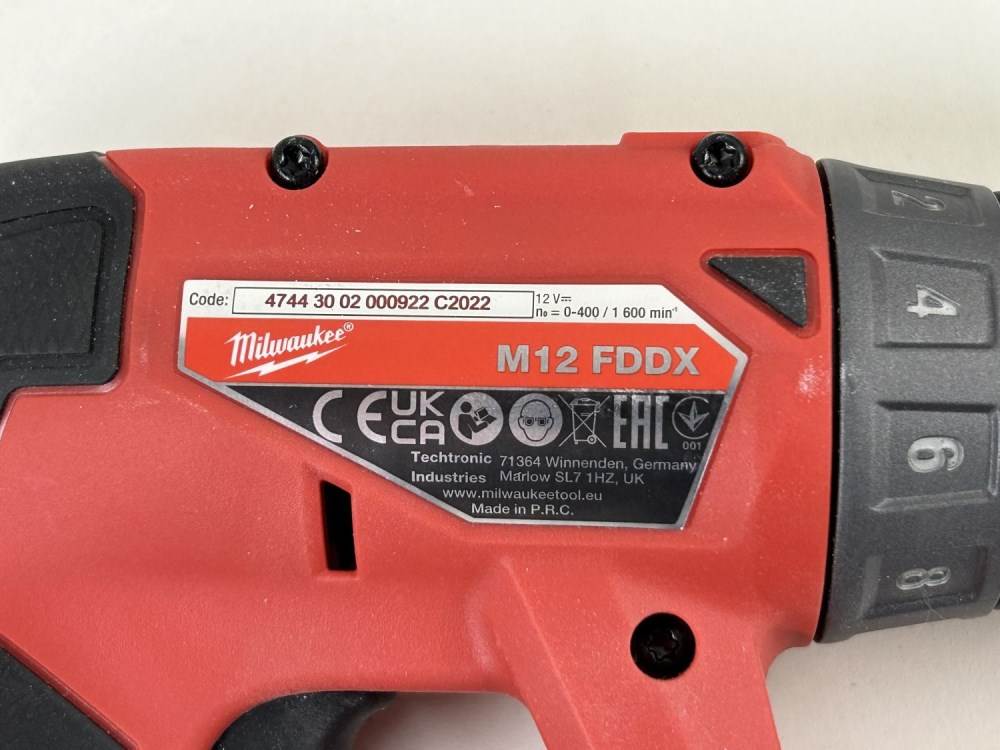 Code: 4744 30 02 000922 C2022
12 V⎓
n₀ = 0-400 / 1 600 min⁻¹
Milwaukee®
M12 FDDX
CE UK CA EAC
001
Techtronic Industries
71364 Winnenden, Germany
Marlow SL7 1HZ, UK
www.milwaukeetool.eu
Made in P.R.C.
2
4
6
8